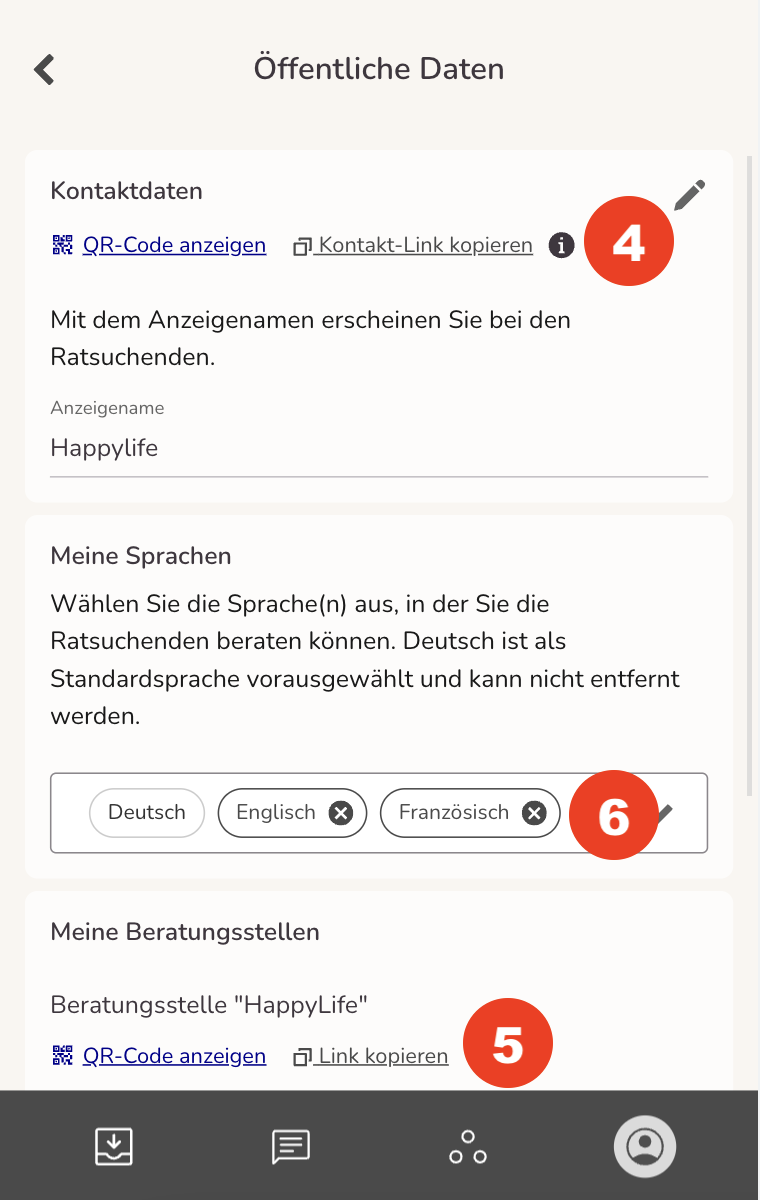 Öffentliche Daten
Kontaktdaten
QR-Code anzeigen Kontakt-Link kopieren 4
Mit dem Anzeigenamen erscheinen Sie bei den
Ratsuchenden.
Anzeigename
Happylife
Meine Sprachen
Wählen Sie die Sprache(n) aus, in der Sie die
Ratsuchenden beraten können. Deutsch ist als
Standardsprache vorausgewählt und kann nicht entfernt
werden.
Deutsch Englisch Französisch 6
Meine Beratungsstellen
Beratungsstelle "HappyLife"
QR-Code anzeigen Link kopieren 5